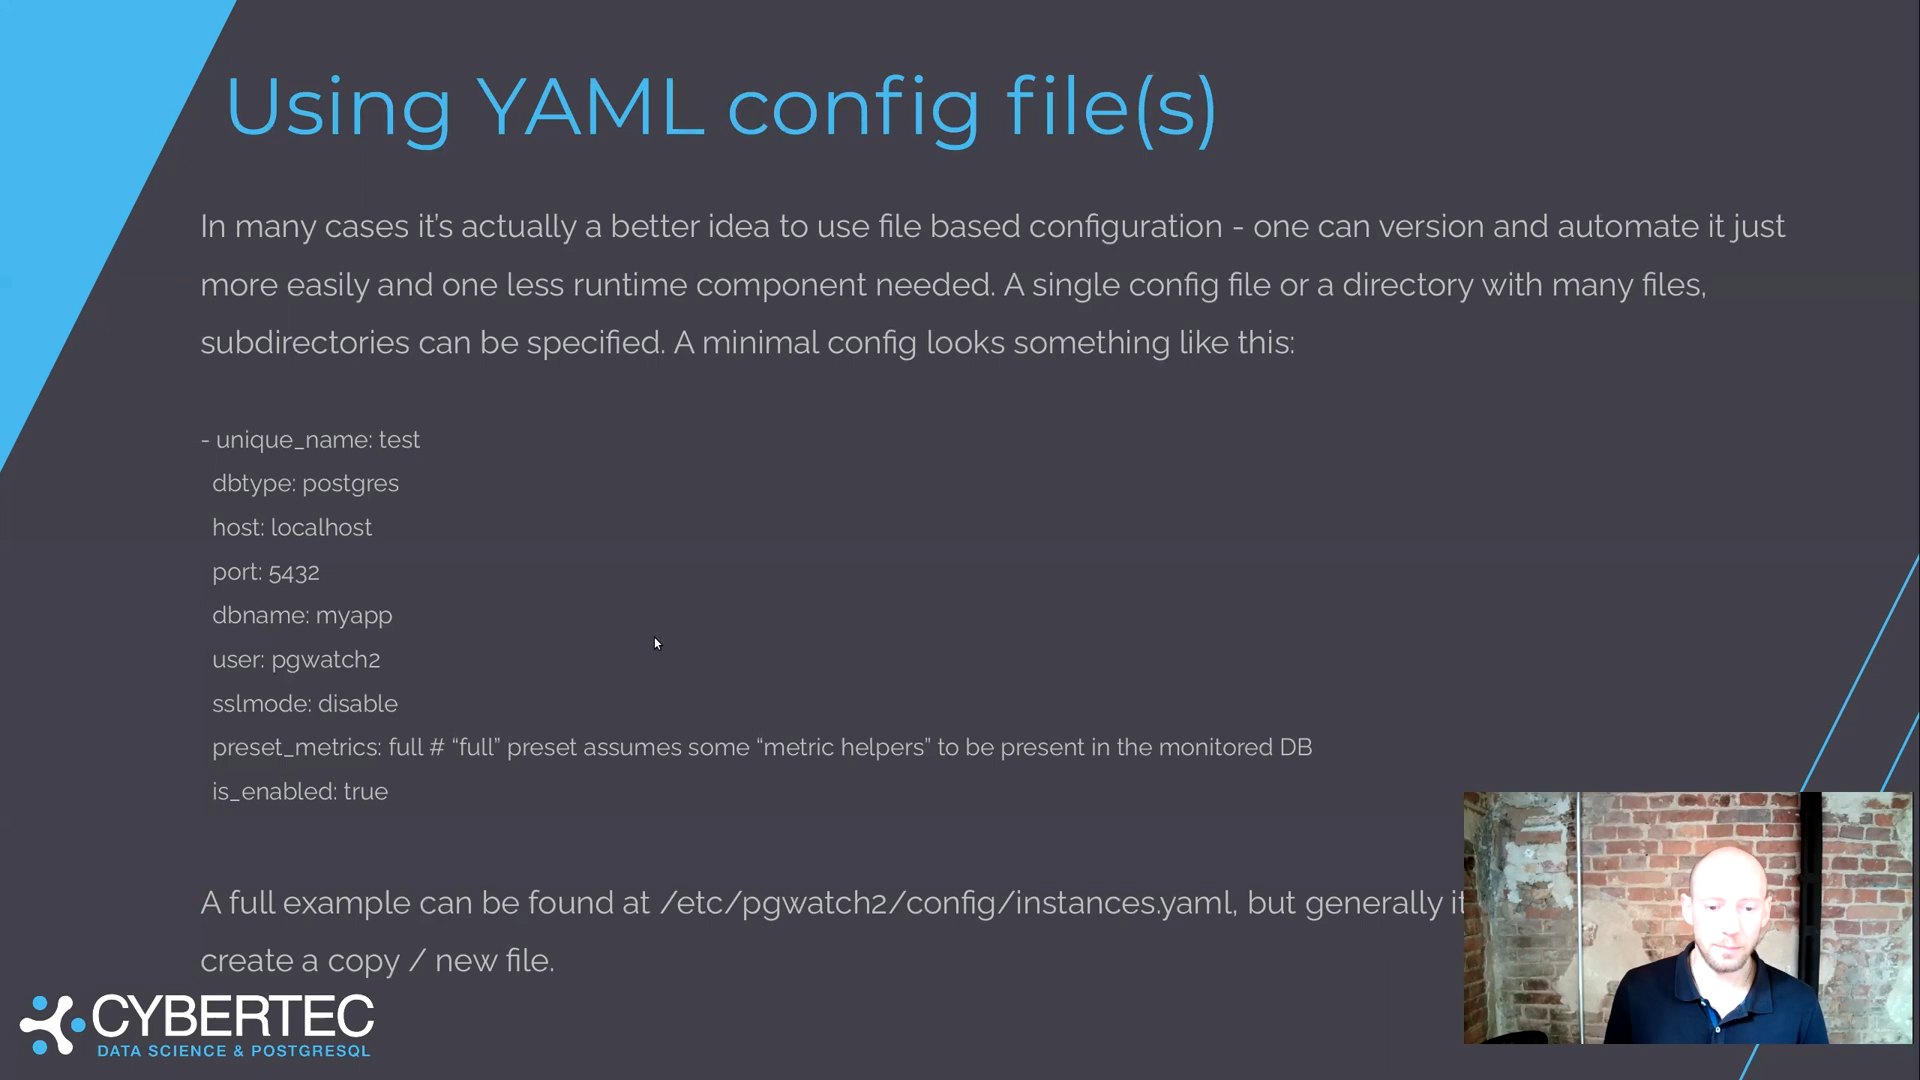 Using YAML config file(s)
In many cases it’s actually a better idea to use file based configuration - one can version and automate it just
more easily and one less runtime component needed. A single config file or a directory with many files,
subdirectories can be specified. A minimal config looks something like this:
- unique_name: test
dbtype: postgres
host: localhost
port: 5432
dbname: myapp
user: pgwatch2
sslmode: disable
preset_metrics: full # “full” preset assumes some “metric helpers” to be present in the monitored DB
is_enabled: true
A full example can be found at /etc/pgwatch2/config/instances.yaml, but generally
create a copy / new file.
CYBERTEC
DATA SCIENCE & POSTGRESQL